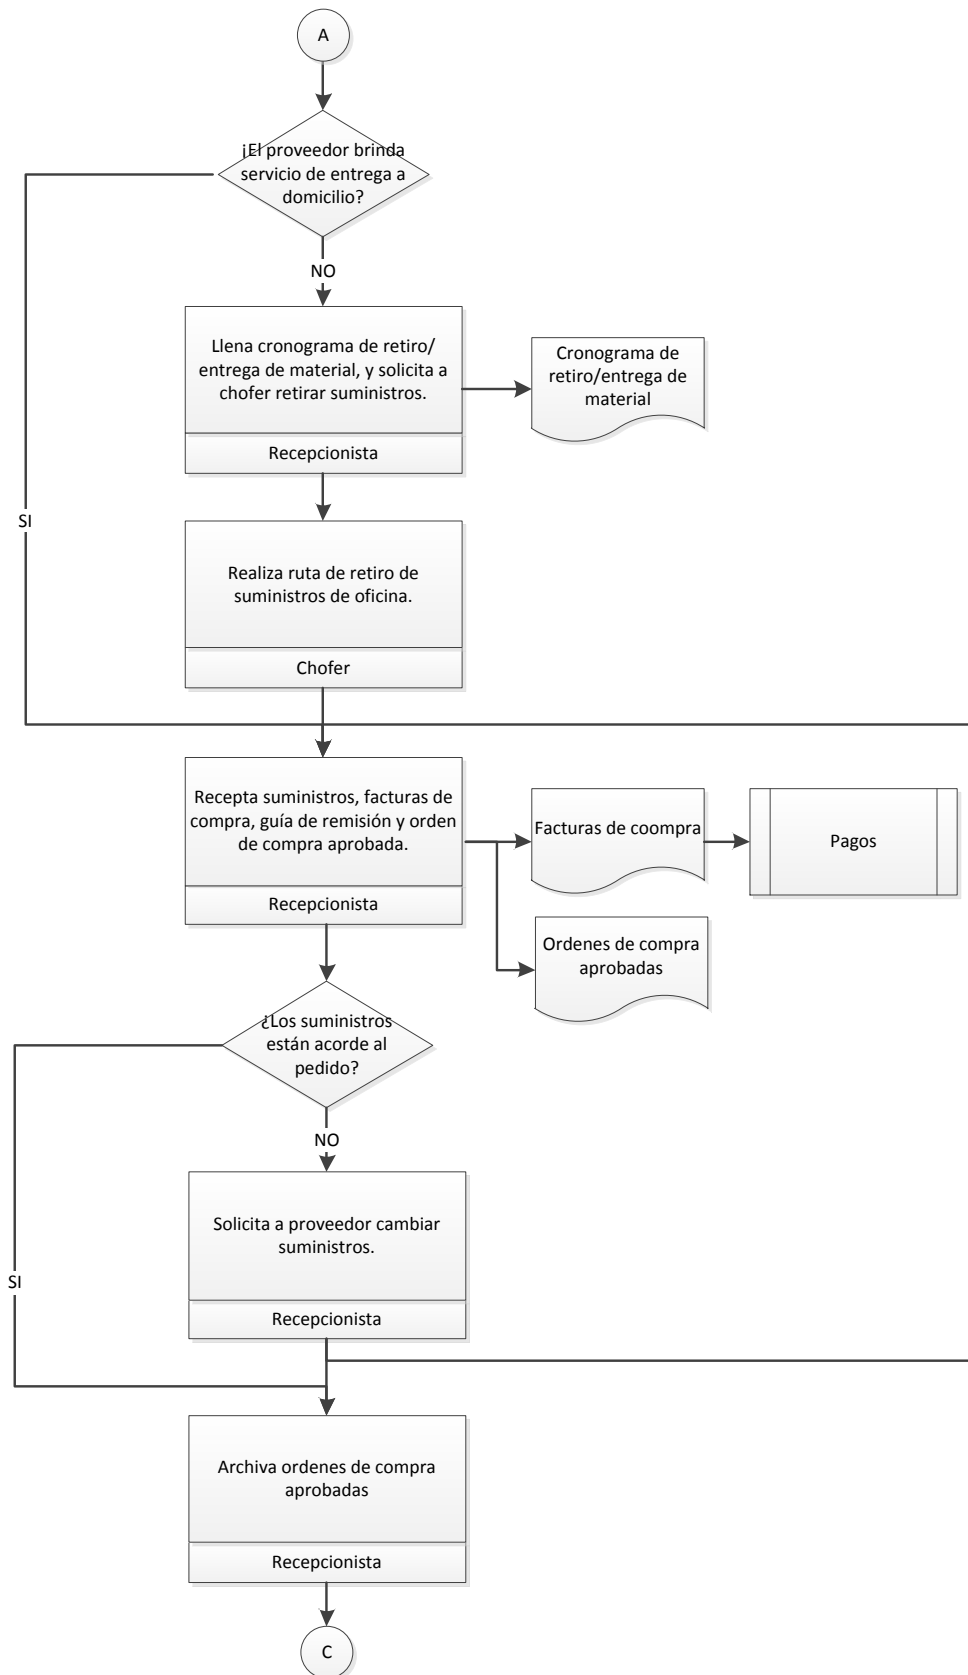 A
¡El proveedor brinda
servicio de entrega a
domicilio?
NO
Llena cronograma de retiro/
entrega de material, y solicita a
chofer retirar suministros.
Recepcionista
Cronograma de
retiro/entrega de
material
SI
Realiza ruta de retiro de
suministros de oficina.
Chofer
Recepta suministros, facturas de
compra, guía de remisión y orden
de compra aprobada.
Recepcionista
Facturas de coompra
Pagos
Ordenes de compra
aprobadas
¿Los suministros
están acorde al
pedido?
NO
Solicita a proveedor cambiar
suministros.
Recepcionista
SI
Archiva ordenes de compra
aprobadas
Recepcionista
C